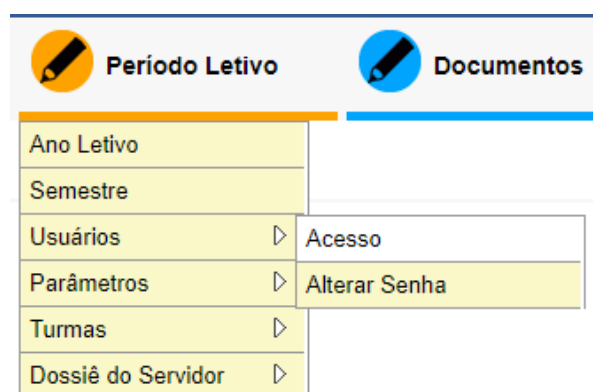 Período Letivo
Documentos
Ano Letivo
Semestre
Usuários
Acesso
Parâmetros
Alterar Senha
Turmas
Dossiê do Servidor